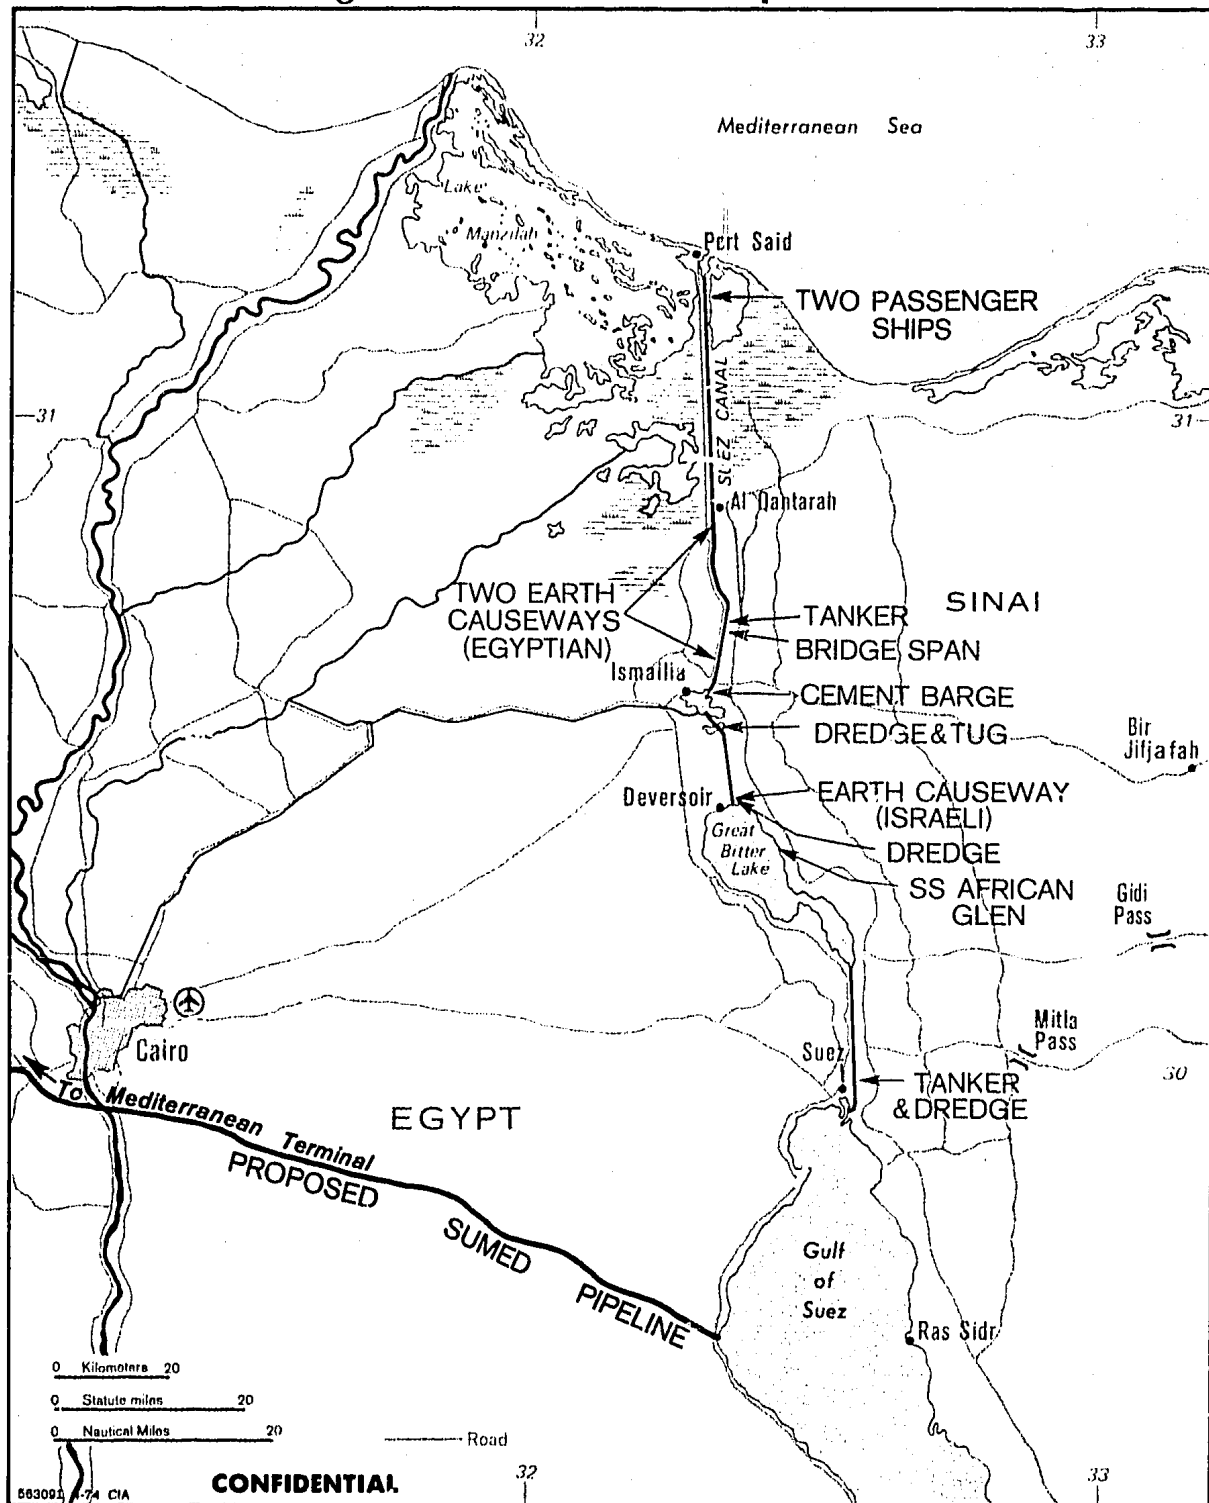 32
33
Mediterranean Sea
Lake
Manzilah
Port Said
TWO PASSENGER
SHIPS
SUEZ CANAL
31
31
Al Qantarah
TWO EARTH
CAUSEWAYS
(EGYPTIAN)
TANKER
SINAI
BRIDGE SPAN
Ismailia
CEMENT BARGE
DREDGE & TUG
Bir
Jifjafah
EARTH CAUSEWAY
(ISRAELI)
Deversoir
Great
Bitter
Lake
DREDGE
SS AFRICAN
GLEN
Gidi
Pass
Mitla
Pass
Cairo
Suez
30
TANKER
& DREDGE
To Mediterranean Terminal
EGYPT
PROPOSED SUMED PIPELINE
Gulf
of
Suez
Ras Sidr
0 Kilometers 20
0 Statute miles 20
0 Nautical Miles 20
Road
CONFIDENTIAL
32
33
563091 4-74 CIA